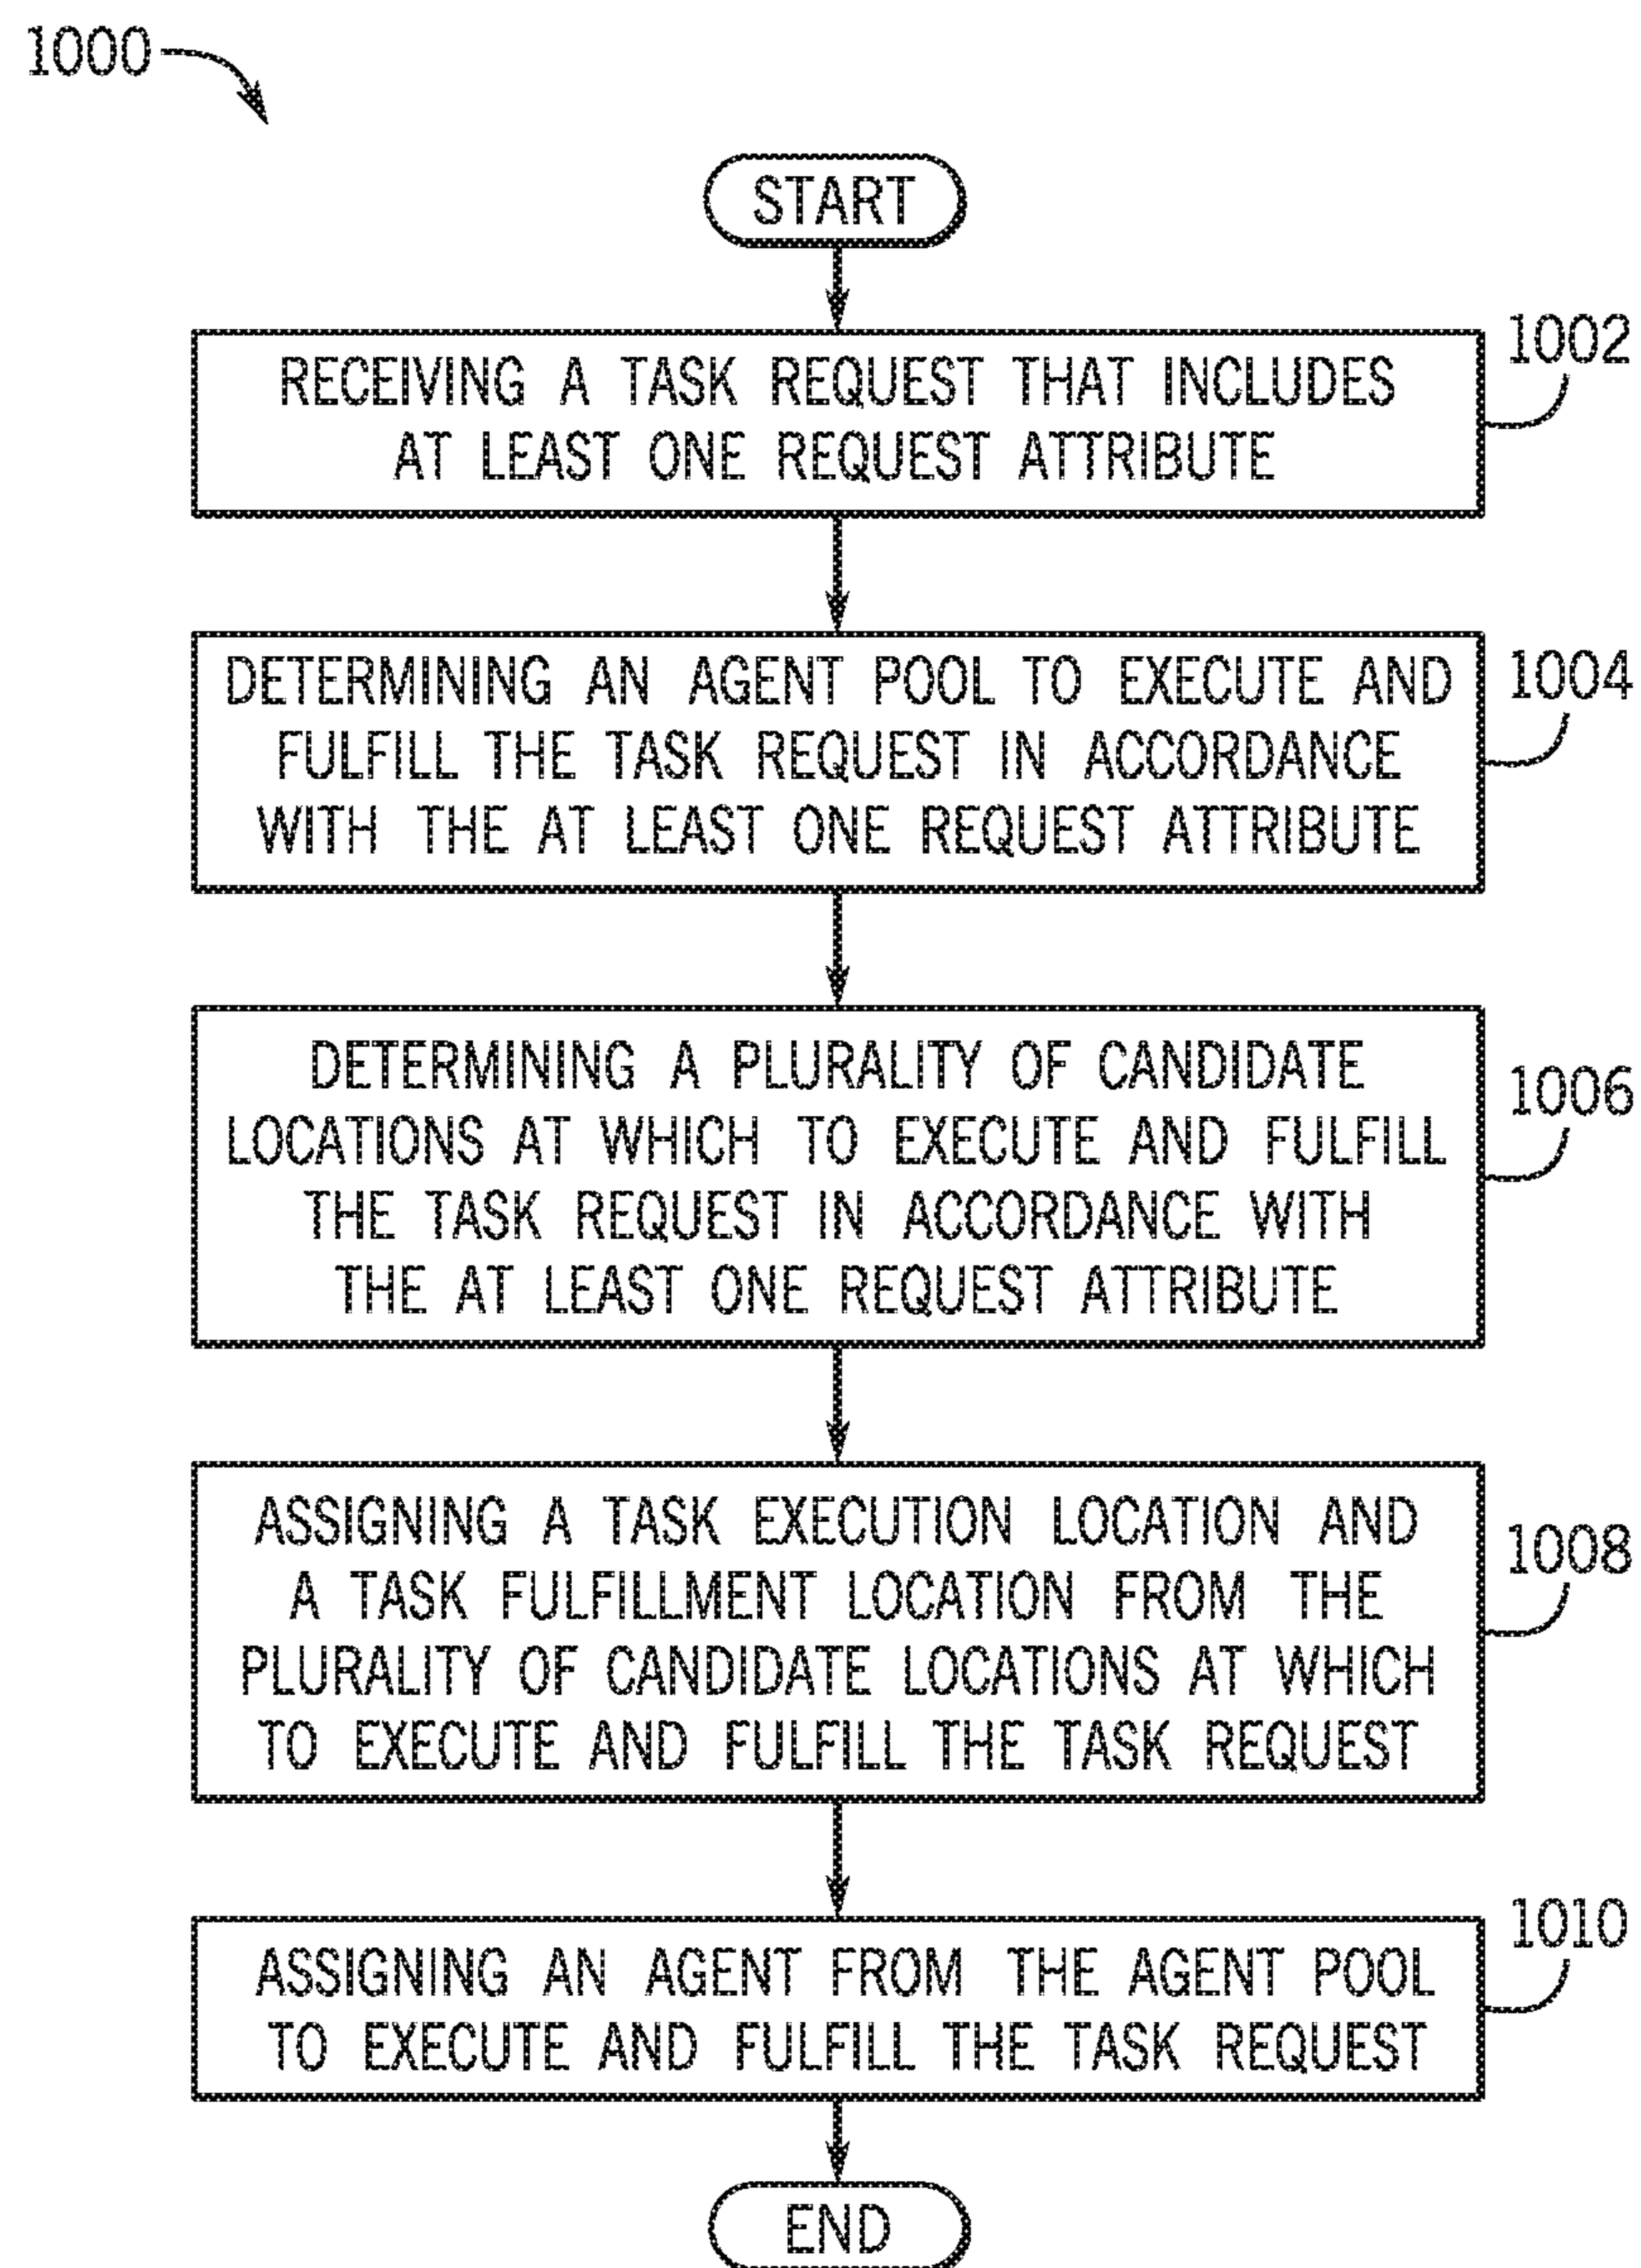 1000
START
RECEIVING A TASK REQUEST THAT INCLUDES
AT LEAST ONE REQUEST ATTRIBUTE
1002
DETERMINING AN AGENT POOL TO EXECUTE AND
FULFILL THE TASK REQUEST IN ACCORDANCE
WITH THE AT LEAST ONE REQUEST ATTRIBUTE
1004
DETERMINING A PLURALITY OF CANDIDATE
LOCATIONS AT WHICH TO EXECUTE AND FULFILL
THE TASK REQUEST IN ACCORDANCE WITH
THE AT LEAST ONE REQUEST ATTRIBUTE
1006
ASSIGNING A TASK EXECUTION LOCATION AND
A TASK FULFILLMENT LOCATION FROM THE
PLURALITY OF CANDIDATE LOCATIONS AT WHICH
TO EXECUTE AND FULFILL THE TASK REQUEST
1008
ASSIGNING AN AGENT FROM THE AGENT POOL
TO EXECUTE AND FULFILL THE TASK REQUEST
1010
END